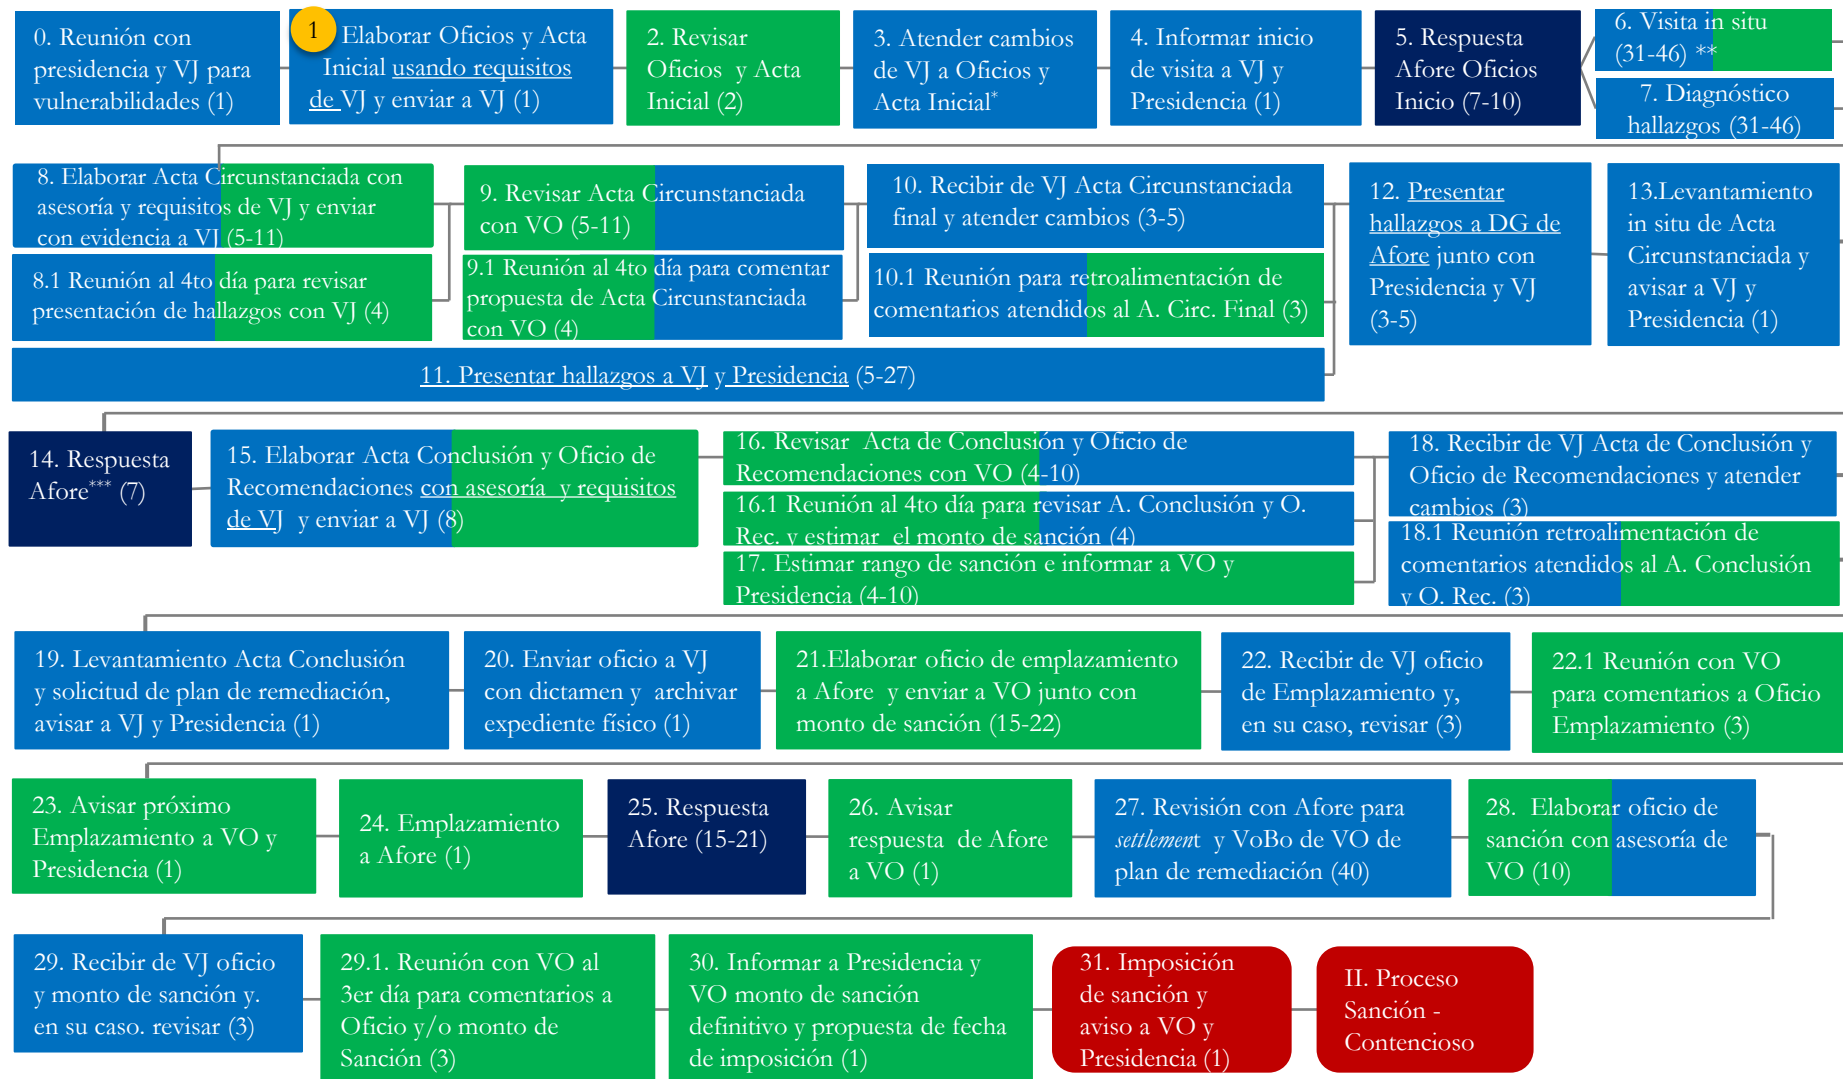 0. Reunión con
presidencia y VJ para
vulnerabilidades (1)
1
Elaborar Oficios y Acta
Inicial usando requisitos
de VJ y enviar a VJ (1)
2. Revisar
Oficios y Acta
Inicial (2)
3. Atender cambios
de VJ a Oficios y
Acta Inicial*
4. Informar inicio
de visita a VJ y
Presidencia (1)
5. Respuesta
Afore Oficios
Inicio (7-10)
6. Visita in situ
(31-46) **
7. Diagnóstico
hallazgos (31-46)
8. Elaborar Acta Circunstanciada con
asesoría y requisitos de VJ y enviar
con evidencia a VJ (5-11)
8.1 Reunión al 4to día para revisar
presentación de hallazgos con VJ (4)
9. Revisar Acta Circunstanciada
con VO (5-11)
9.1 Reunión al 4to día para comentar
propuesta de Acta Circunstanciada
con VO (4)
10. Recibir de VJ Acta Circunstanciada
final y atender cambios (3-5)
10.1 Reunión para retroalimentación de
comentarios atendidos al A. Circ. Final (3)
11. Presentar hallazgos a VJ y Presidencia (5-27)
12. Presentar
hallazgos a DG de
Afore junto con
Presidencia y VJ
(3-5)
13.Levantamiento
in situ de Acta
Circunstanciada y
avisar a VJ y
Presidencia (1)
14. Respuesta
Afore*** (7)
15. Elaborar Acta Conclusión y Oficio de
Recomendaciones con asesoría y requisitos
de VJ y enviar a VJ (8)
16. Revisar Acta de Conclusión y Oficio de
Recomendaciones con VO (4-10)
16.1 Reunión al 4to día para revisar A. Conclusión y O.
Rec. y estimar el monto de sanción (4)
17. Estimar rango de sanción e informar a VO y
Presidencia (4-10)
18. Recibir de VJ Acta de Conclusión y
Oficio de Recomendaciones y atender
cambios (3)
18.1 Reunión retroalimentación de
comentarios atendidos al A. Conclusión
y O. Rec. (3)
19. Levantamiento Acta Conclusión
y solicitud de plan de remediación,
avisar a VJ y Presidencia (1)
20. Enviar oficio a VJ
con dictamen y archivar
expediente físico (1)
21.Elaborar oficio de emplazamiento
a Afore y enviar a VO junto con
monto de sanción (15-22)
22. Recibir de VJ oficio
de Emplazamiento y,
en su caso, revisar (3)
22.1 Reunión con VO
para comentarios a Oficio
Emplazamiento (3)
23. Avisar próximo
Emplazamiento a VO y
Presidencia (1)
24. Emplazamiento
a Afore (1)
25. Respuesta
Afore (15-21)
26. Avisar
respuesta de Afore
a VO (1)
27. Revisión con Afore para
settlement y VoBo de VO de
plan de remediación (40)
28. Elaborar oficio de
sanción con asesoría de
VO (10)
29. Recibir de VJ oficio
y monto de sanción y.
en su caso. revisar (3)
29.1. Reunión con VO al
3er día para comentarios a
Oficio y/o monto de
Sanción (3)
30. Informar a Presidencia y
VO monto de sanción
definitivo y propuesta de fecha
de imposición (1)
31. Imposición
de sanción y
aviso a VO y
Presidencia (1)
II. Proceso
Sanción -
Contencioso